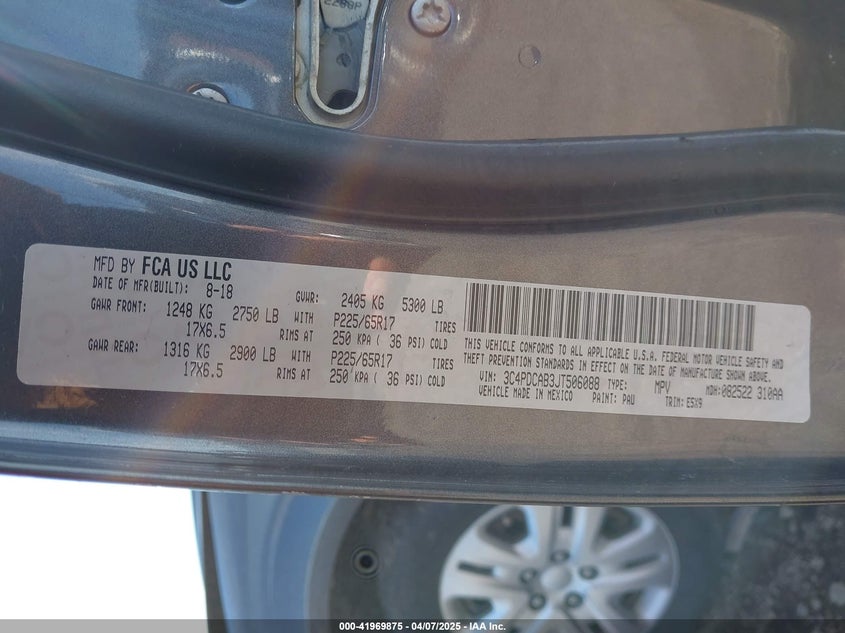 MFD BY FCA US LLC
DATE OF MFR(BUILT): 8-18 GVWR: 2405 KG 5300 LB
GAWR FRONT: 1248 KG 2750 LB WITH P225/65R17 TIRES
17X6.5 RIMS AT 250 KPA ( 36 PSI) COLD
GAWR REAR: 1316 KG 2900 LB WITH P225/65R17 TIRES
17X6.5 RIMS AT 250 KPA ( 36 PSI) COLD
THIS VEHICLE CONFORMS TO ALL APPLICABLE U.S.A. FEDERAL MOTOR VEHICLE SAFETY AND
THEFT PREVENTION STANDARDS IN EFFECT ON THE DATE OF MANUFACTURE SHOWN ABOVE.
VIN: 3C4PDCAB3JT506088 TYPE: MPV MDH:082522 310AA
VEHICLE MADE IN MEXICO PAINT: PAU TRIM: E5X9
000-41969875 | 04/07/2025 - IAA Inc.